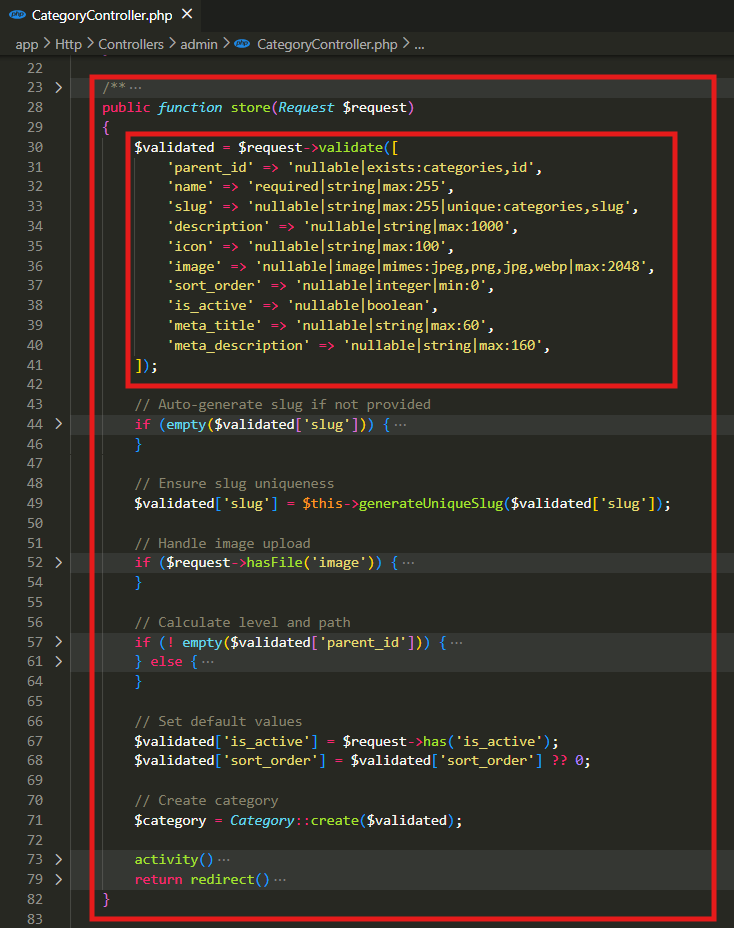 CategoryController.php
app > Http > Controllers > admin > CategoryController.php > ...
22
23 /** ···
28 public function store(Request $request)
29 {
30 $validated = $request->validate([
31 'parent_id' => 'nullable|exists:categories,id',
32 'name' => 'required|string|max:255',
33 'slug' => 'nullable|string|max:255|unique:categories,slug',
34 'description' => 'nullable|string|max:1000',
35 'icon' => 'nullable|string|max:100',
36 'image' => 'nullable|image|mimes:jpeg,png,jpg,webp|max:2048',
37 'sort_order' => 'nullable|integer|min:0',
38 'is_active' => 'nullable|boolean',
39 'meta_title' => 'nullable|string|max:60',
40 'meta_description' => 'nullable|string|max:160',
41 ]);
42
43 // Auto-generate slug if not provided
44 if (empty($validated['slug'])) { ···
46 }
47
48 // Ensure slug uniqueness
49 $validated['slug'] = $this->generateUniqueSlug($validated['slug']);
50
51 // Handle image upload
52 if ($request->hasFile('image')) { ···
54 }
55
56 // Calculate level and path
57 if (! empty($validated['parent_id'])) { ···
61 } else { ···
64 }
65
66 // Set default values
67 $validated['is_active'] = $request->has('is_active');
68 $validated['sort_order'] = $validated['sort_order'] ?? 0;
69
70 // Create category
71 $category = Category::create($validated);
72
73 activity() ···
79 return redirect() ···
82 }
83